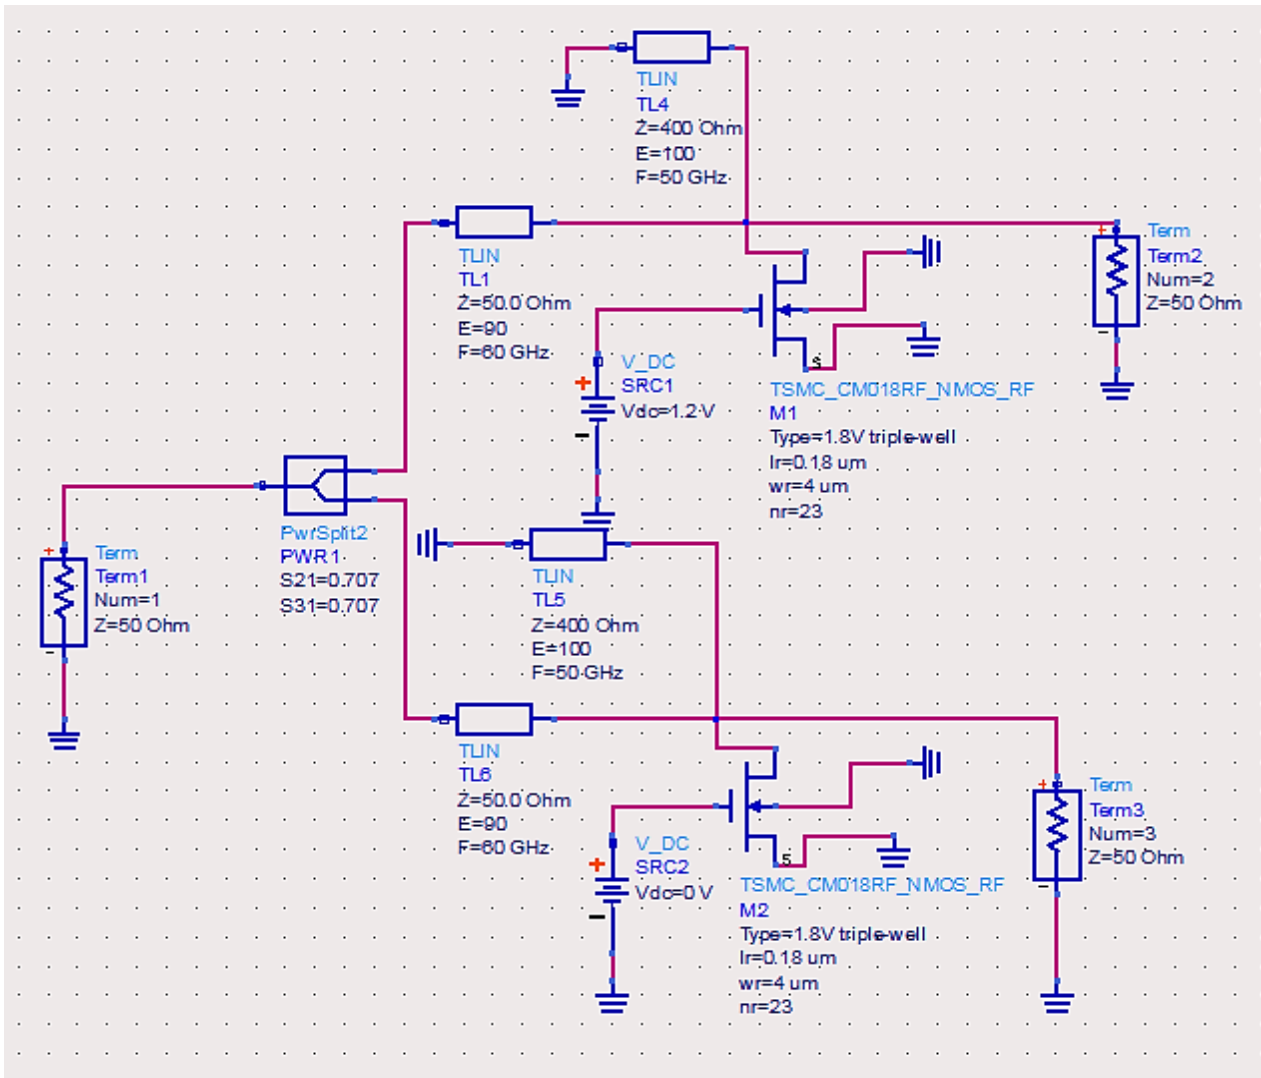 TLIN
TL4
Z=400 Ohm
E=100
F=50 GHz
TLIN
TL1
Z=50.0 Ohm
E=90
F=60 GHz
+
Term
Term2
Num=2
Z=50 Ohm
-
S
+
V_DC
SRC1
Vdc=1.2 V
-
TSMC_CM018RF_NMOS_RF
M1
Type=1.8V triple-well
lr=0.18 um
wr=4 um
nr=23
PwrSplit2
PWR1
S21=0.707
S31=0.707
+
Term
Term1
Num=1
Z=50 Ohm
-
TLIN
TL5
Z=400 Ohm
E=100
F=50 GHz
TLIN
TL6
Z=50.0 Ohm
E=90
F=60 GHz
+
V_DC
SRC2
Vdc=0 V
-
S
TSMC_CM018RF_NMOS_RF
M2
Type=1.8V triple-well
lr=0.18 um
wr=4 um
nr=23
+
Term
Term3
Num=3
Z=50 Ohm
-